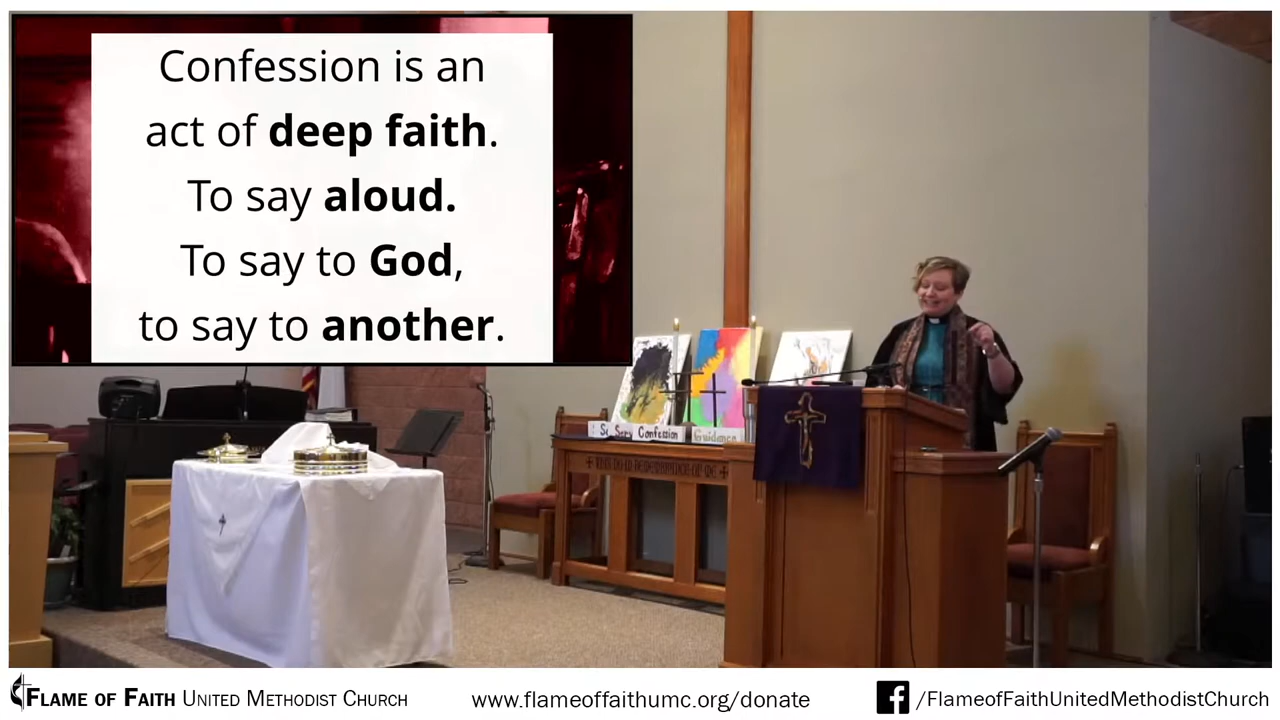 Confession is an
act of deep faith.
To say aloud.
To say to God,
to say to another.
Confession
Guidance
FLAME OF FAITH UNITED METHODIST CHURCH
www.flameoffaithumc.org/donate
/FlameofFaithUnitedMethodistChurch